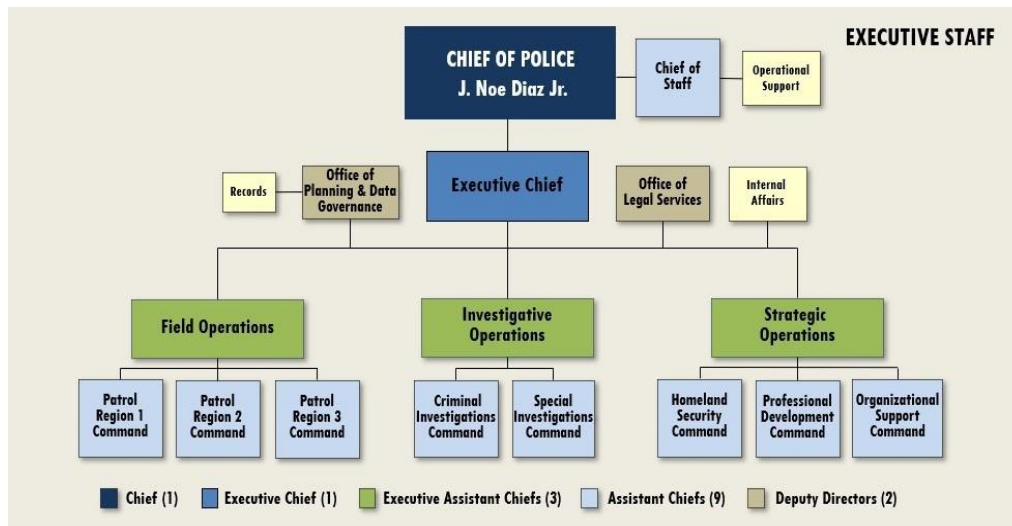 EXECUTIVE STAFF
CHIEF OF POLICE
J. Noe Diaz Jr.
Chief of
Staff
Operational
Support
Records
Office of
Planning & Data
Governance
Executive Chief
Office of
Legal Services
Internal
Affairs
Field Operations
Investigative
Operations
Strategic
Operations
Patrol
Region 1
Command
Patrol
Region 2
Command
Patrol
Region 3
Command
Criminal
Investigations
Command
Special
Investigations
Command
Homeland
Security
Command
Professional
Development
Command
Organizational
Support
Command
Chief (1)
Executive Chief (1)
Executive Assistant Chiefs (3)
Assistant Chiefs (9)
Deputy Directors (2)